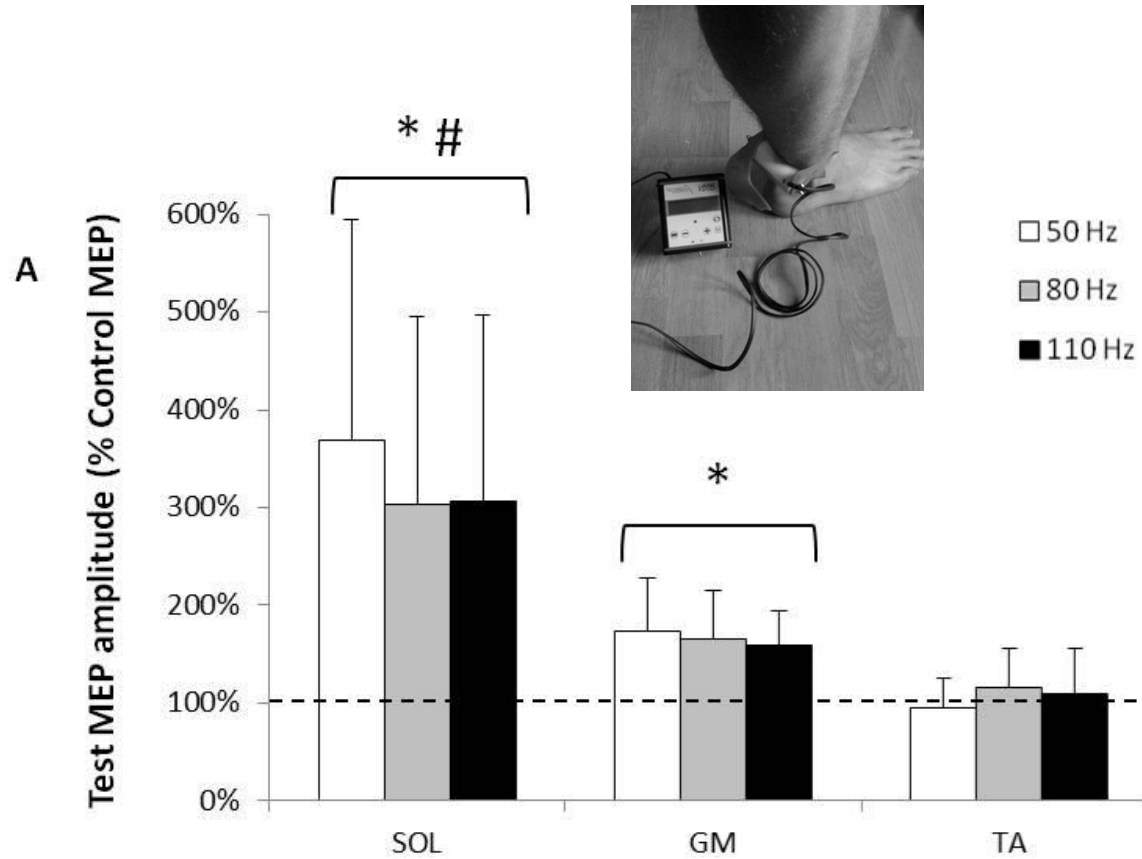 A
Test MEP amplitude (% Control MEP)
600%
500%
400%
300%
200%
100%
0%
* #
*
SOL
GM
TA
50 Hz
80 Hz
110 Hz